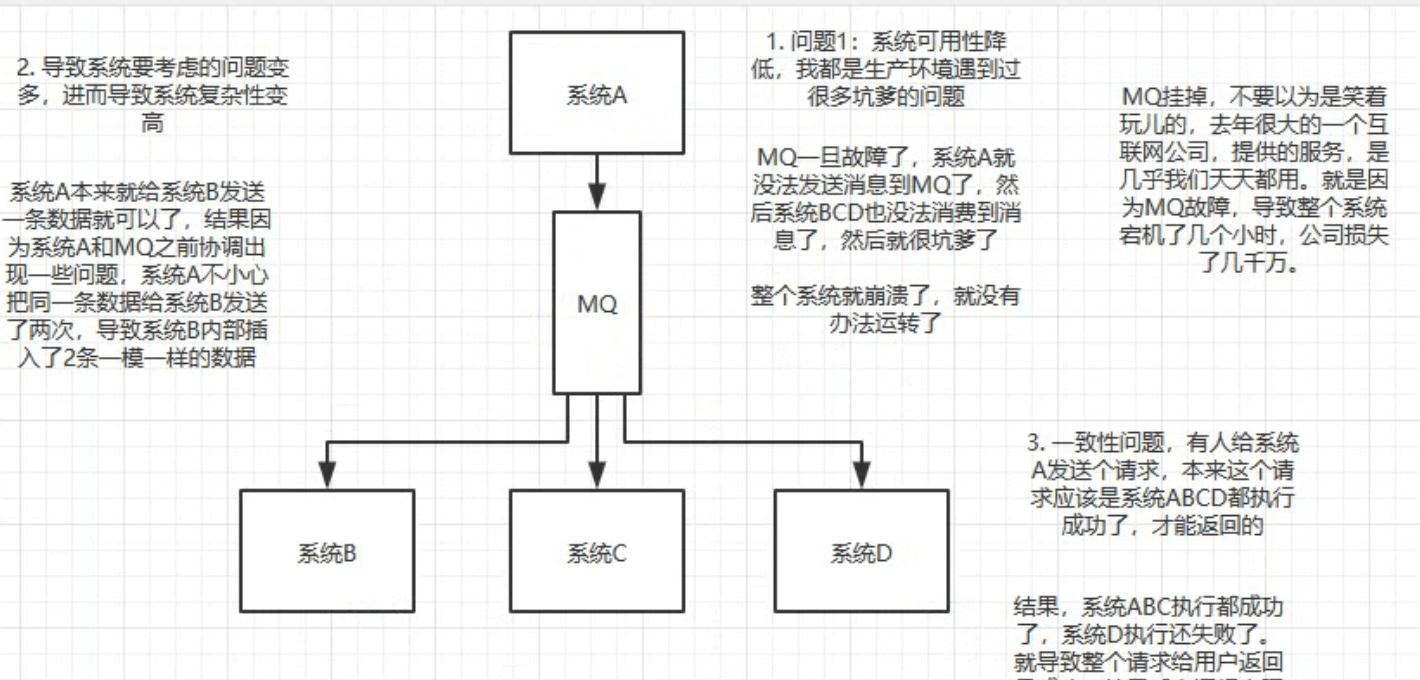 2. 导致系统要考虑的问题变
多，进而导致系统复杂性变
高
系统A本来就给系统B发送
一条数据就可以了，结果因
为系统A和MQ之前协调出
现一些问题，系统A不小心
把同一条数据给系统B发送
了两次，导致系统B内部插
入了2条一模一样的数据
系统A
MQ
系统B
系统C
系统D
1. 问题1：系统可用性降
低，我都是生产环境遇到过
很多坑爹的问题
MQ一旦故障了，系统A就
没法发送消息到MQ了，然
后系统BCD也没法消费到消
息了，然后就很坑爹了
整个系统就崩溃了，就没有
办法运转了
MQ挂掉，不要以为是笑着
玩儿的，去年很大的一个互
联网公司，提供的服务，是
几乎我们天天都用。就是因
为MQ故障，导致整个系统
宕机了几个小时，公司损失
了几千万。
3. 一致性问题，有人给系统
A发送个请求，本来这个请
求应该是系统ABCD都执行
成功了，才能返回的
结果，系统ABC执行都成功
了，系统D执行还失败了。
就导致整个请求给用户返回